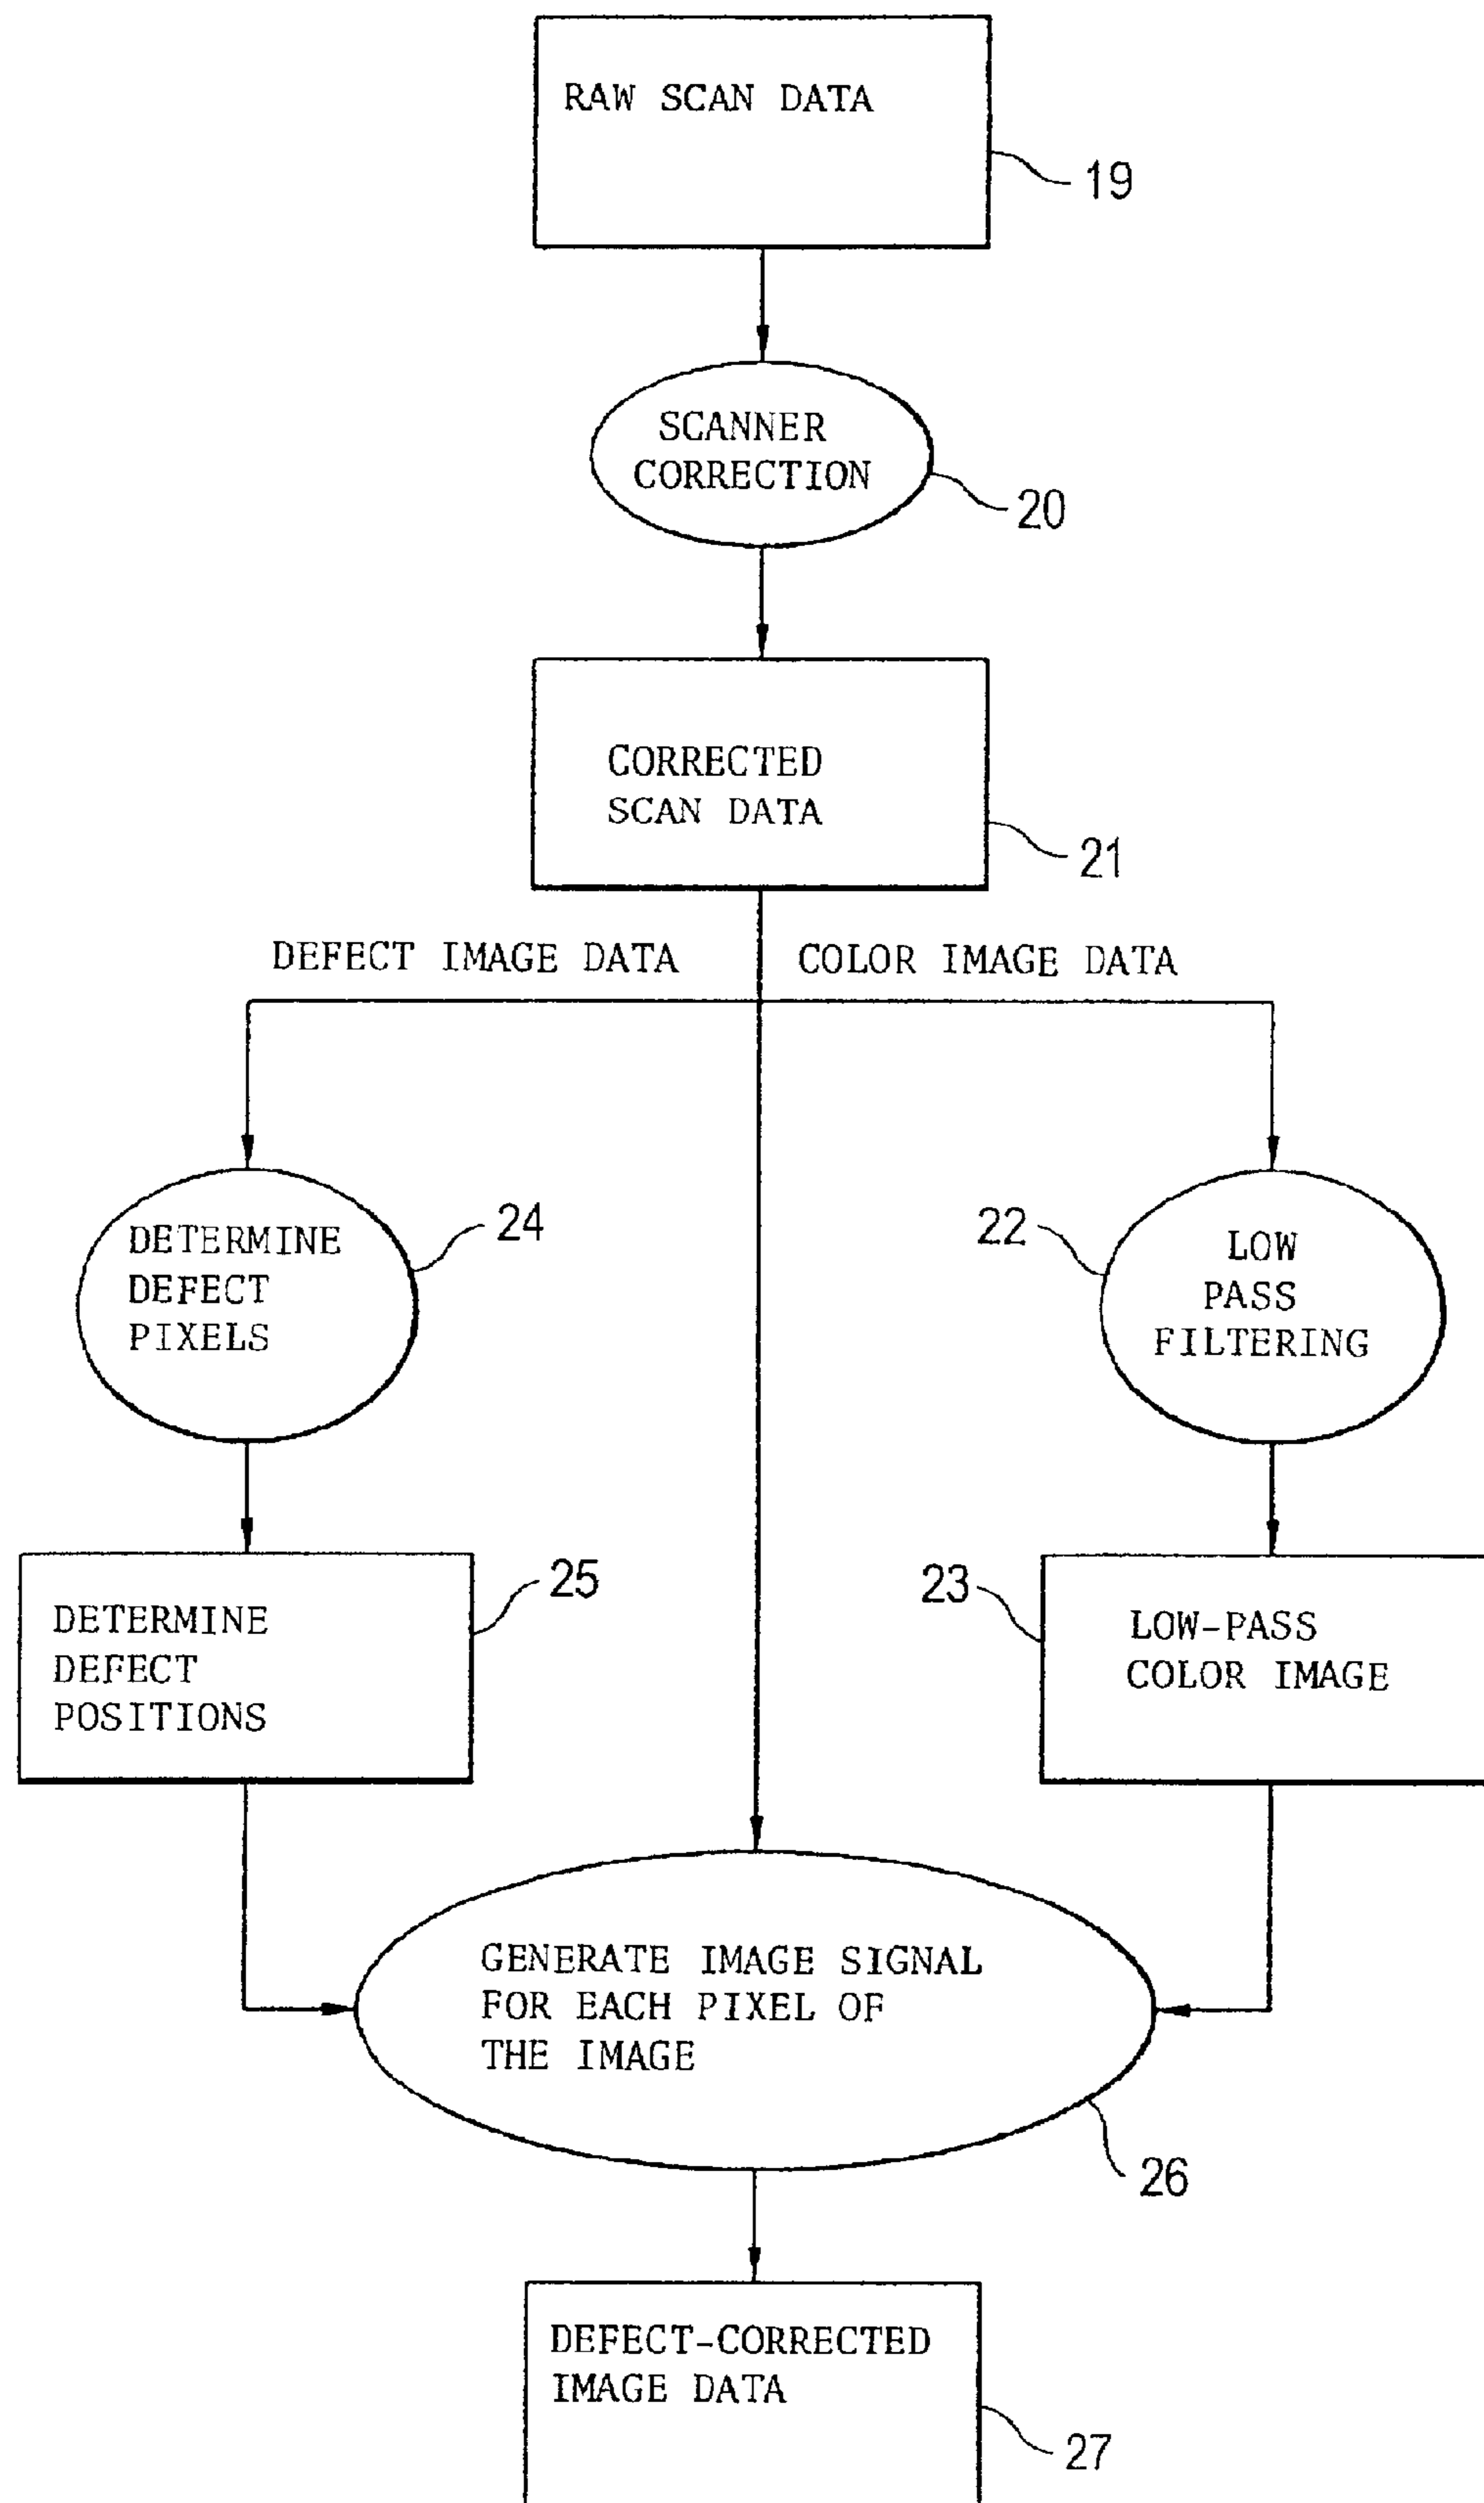 RAW SCAN DATA
19
SCANNER
CORRECTION
20
CORRECTED
SCAN DATA
21
DEFECT IMAGE DATA
COLOR IMAGE DATA
DETERMINE
DEFECT
PIXELS
24
22
LOW
PASS
FILTERING
DETERMINE
DEFECT
POSITIONS
25
23
LOW-PASS
COLOR IMAGE
GENERATE IMAGE SIGNAL
FOR EACH PIXEL OF
THE IMAGE
26
DEFECT-CORRECTED
IMAGE DATA
27